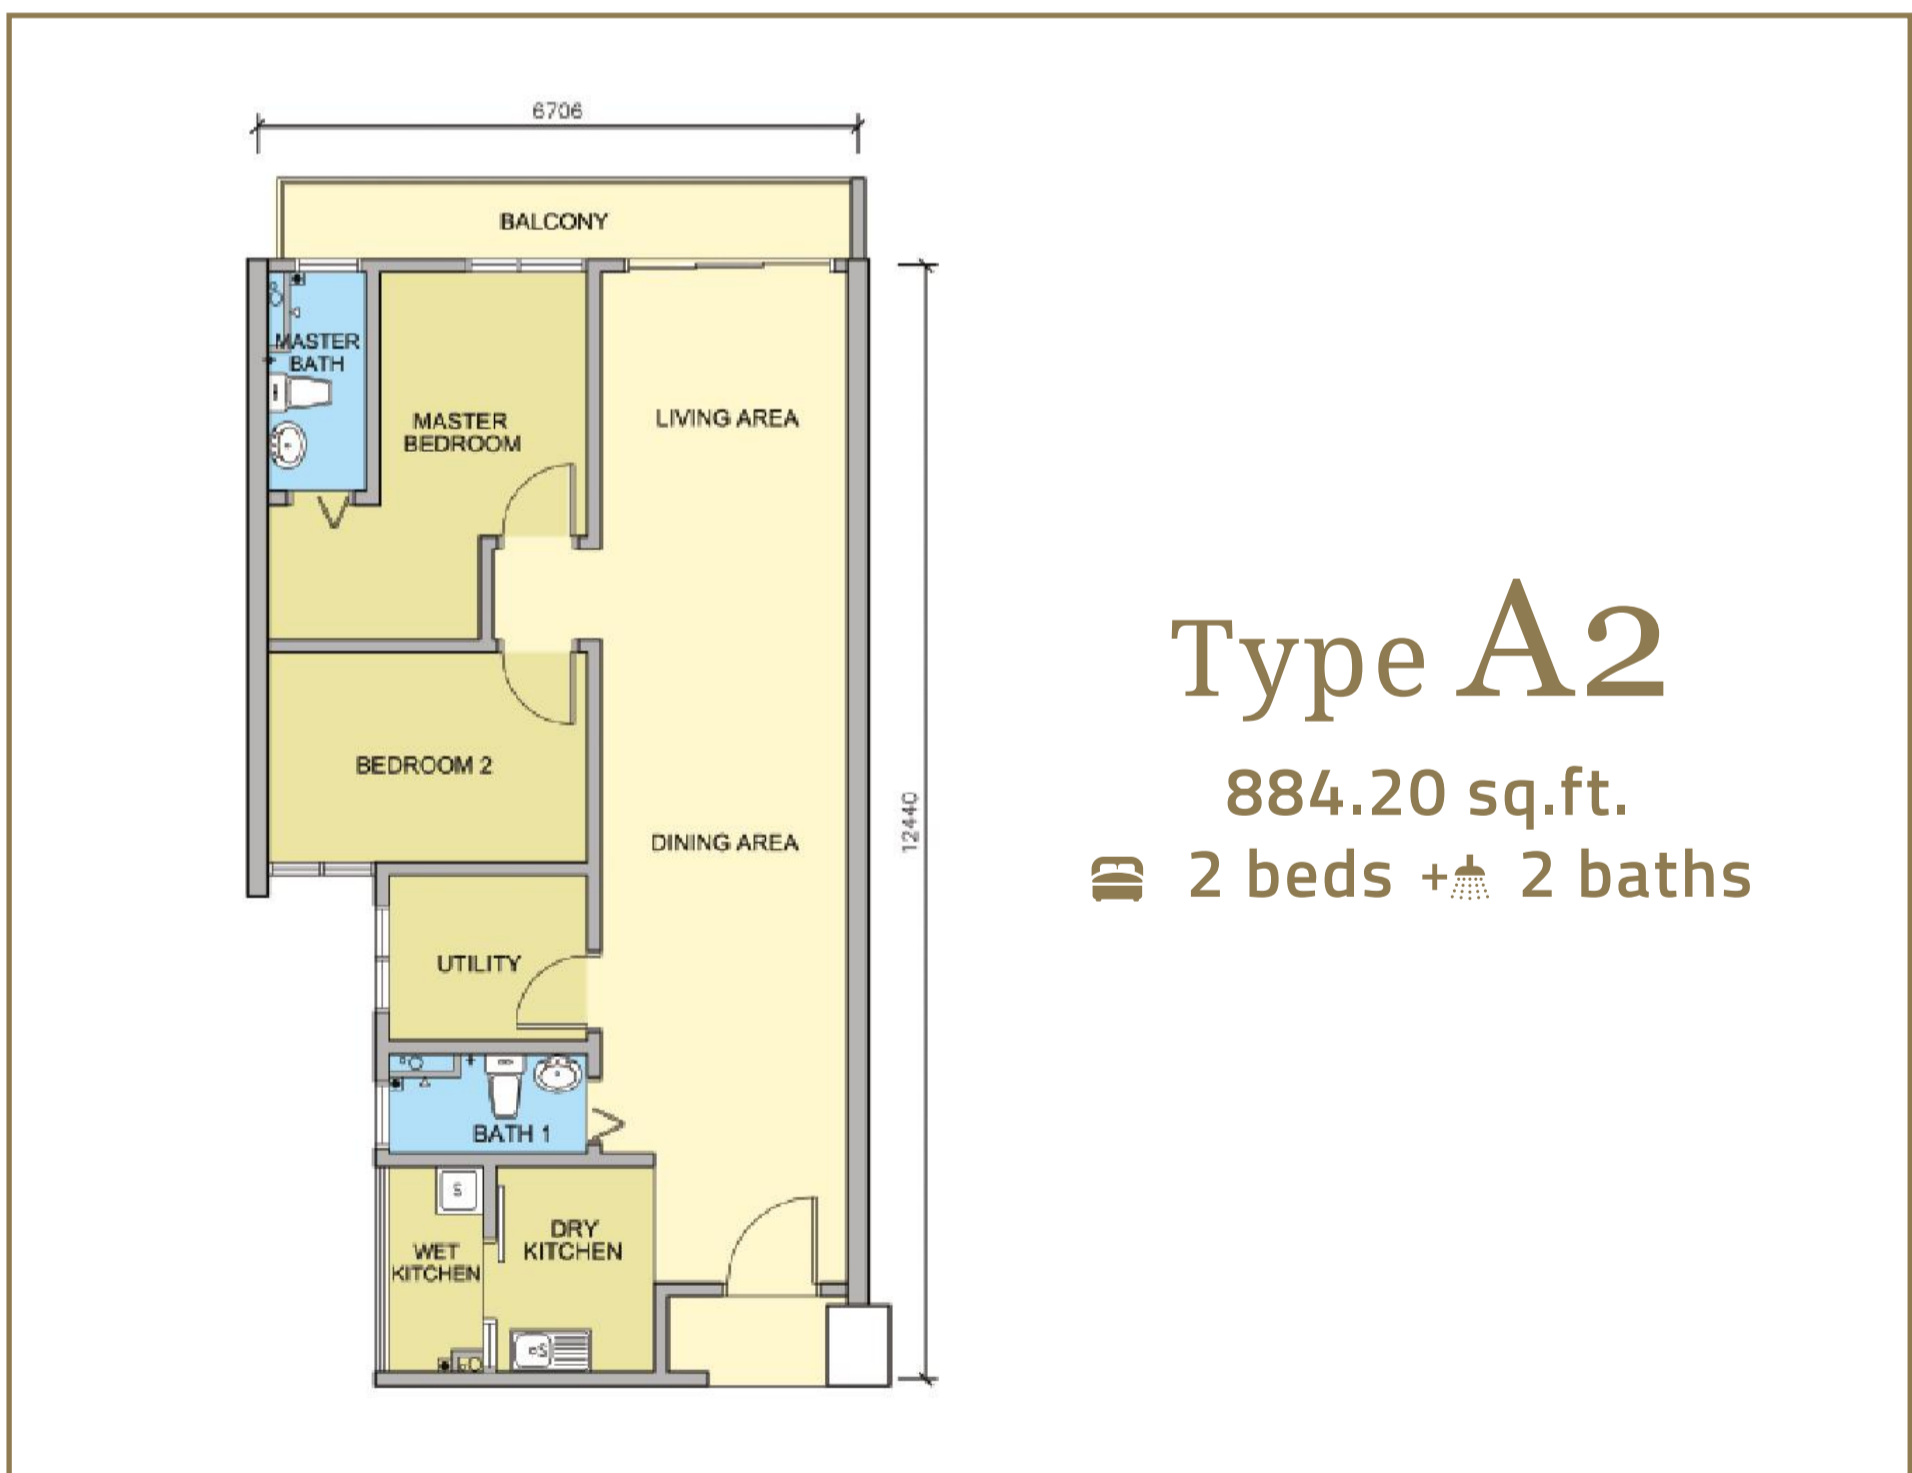 6706
BALCONY
MASTER
BATH
MASTER
BEDROOM
LIVING AREA
BEDROOM 2
DINING AREA
12440
UTILITY
BATH 1
WET
KITCHEN
DRY
KITCHEN
Type A2
884.20 sq.ft.
2 beds + 2 baths